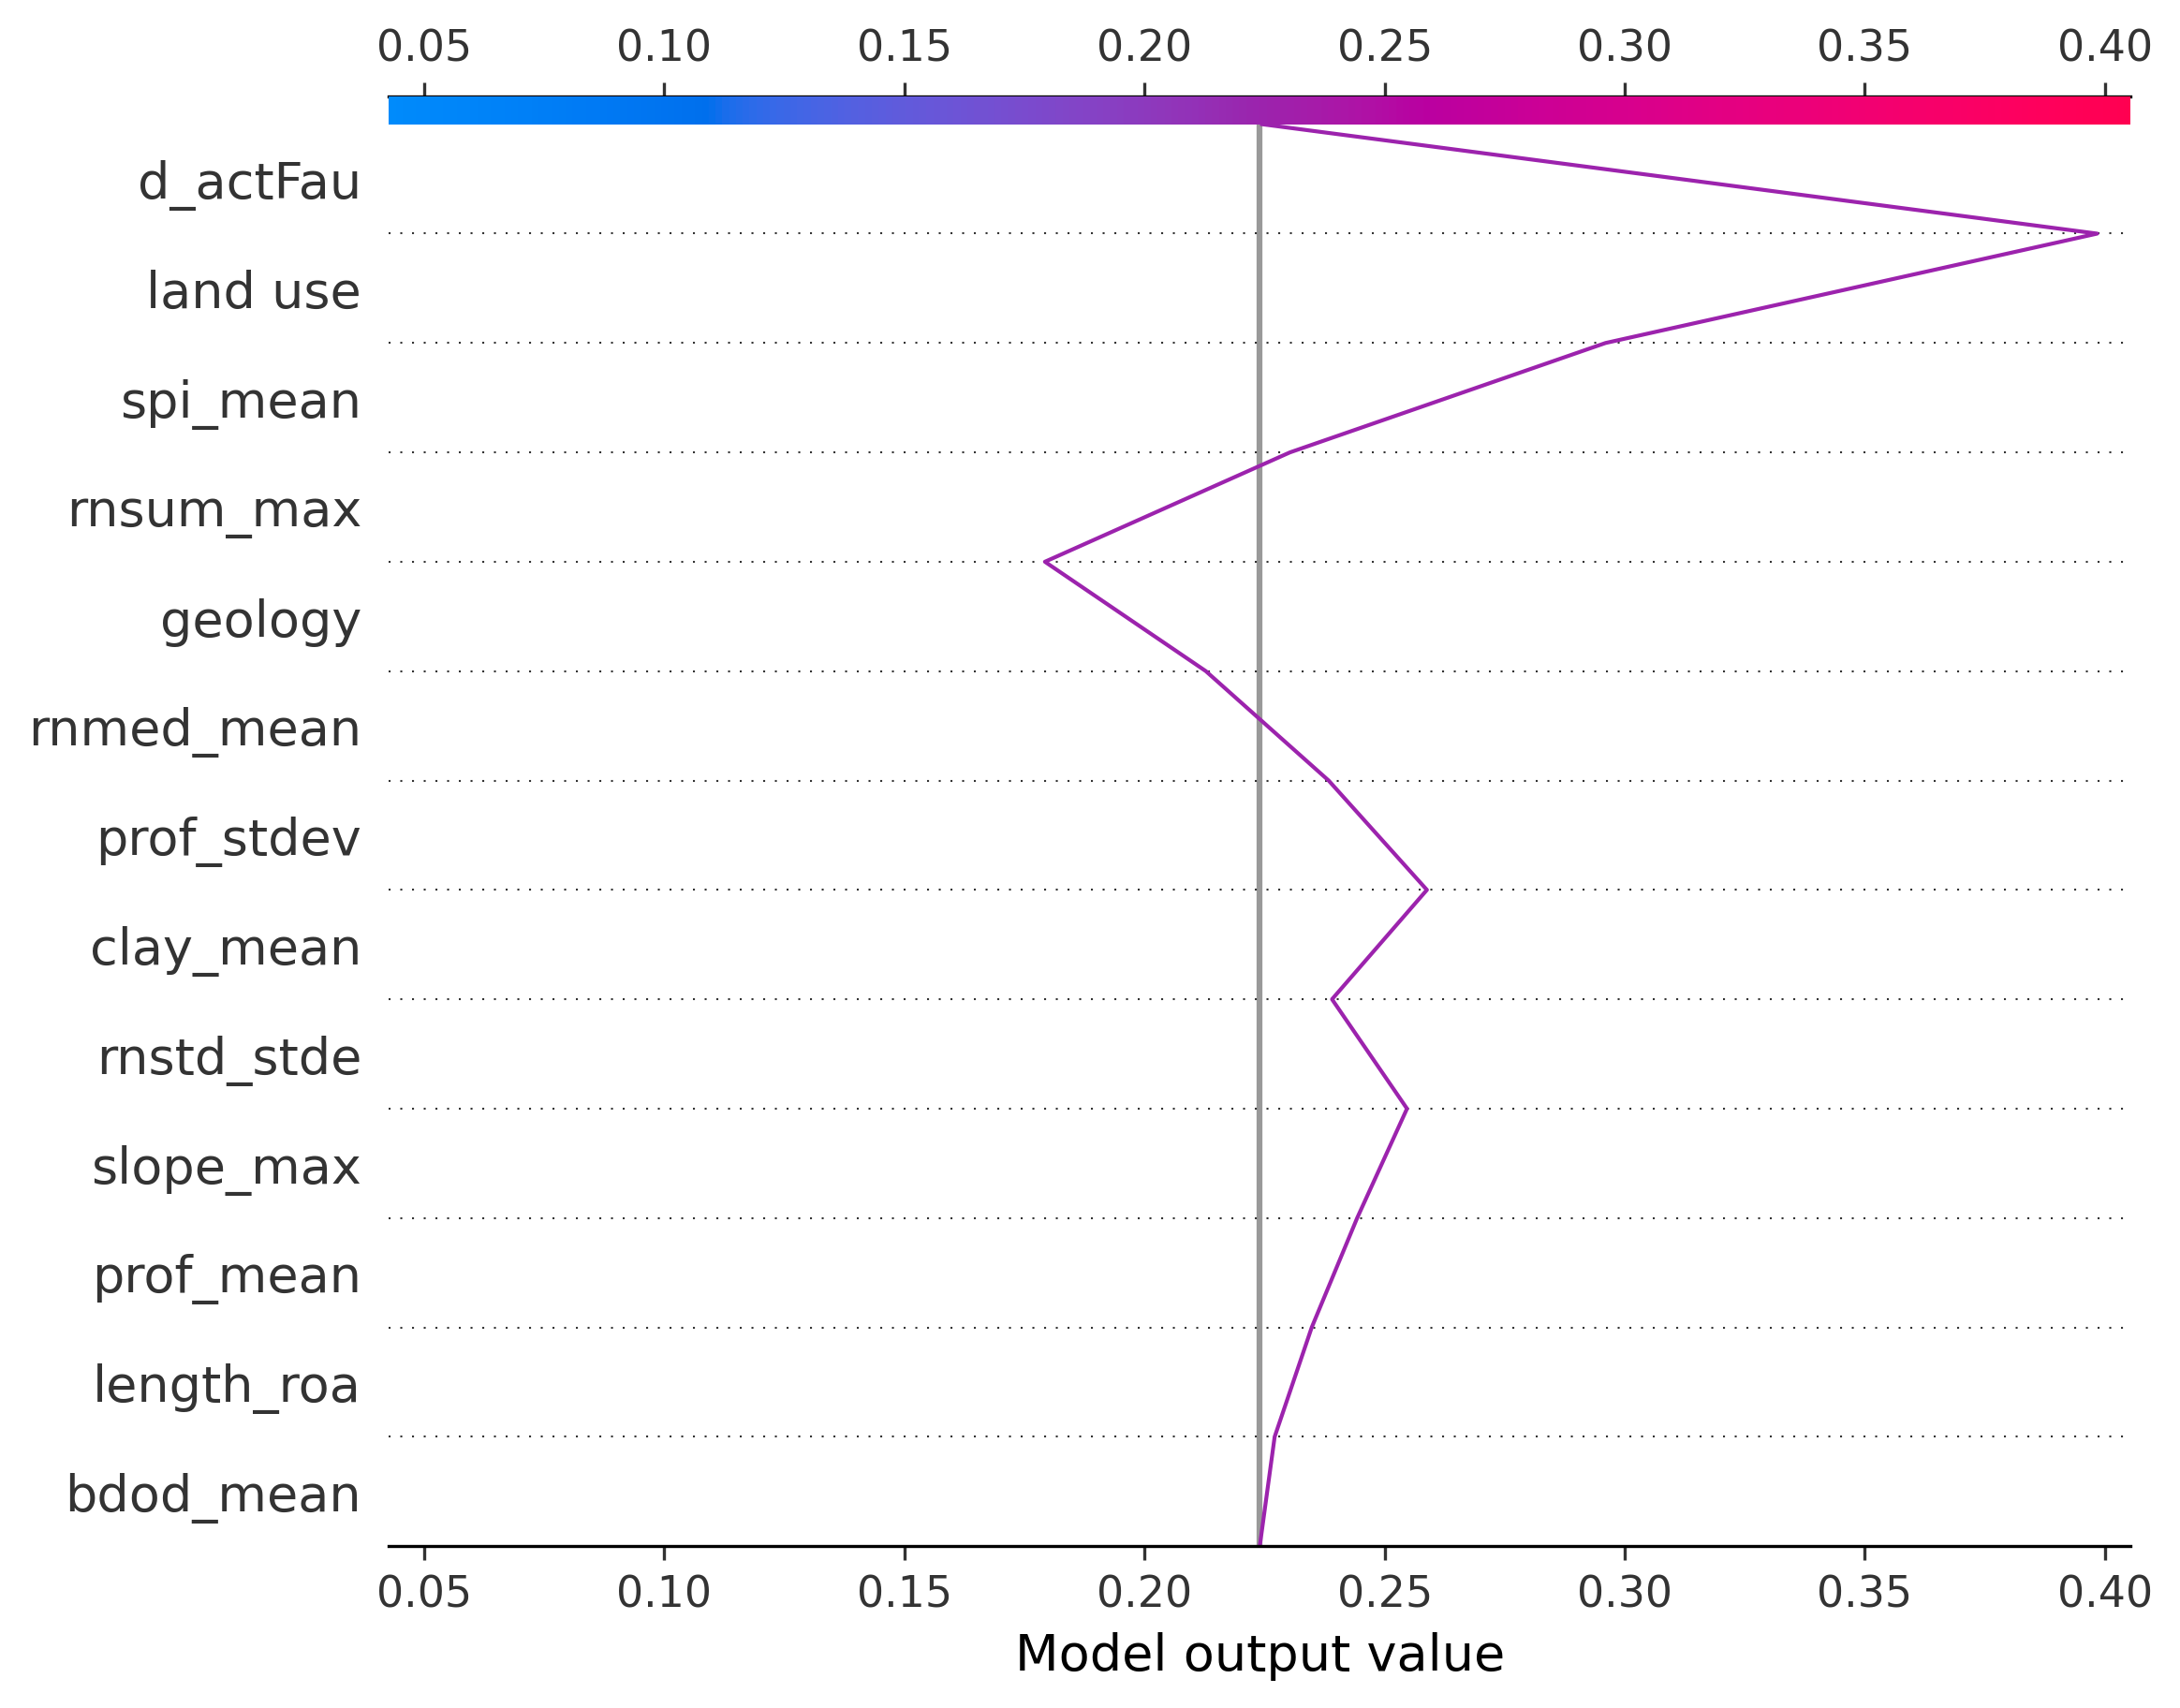 0.05 0.10 0.15 0.20 0.25 0.30 0.35 0.40
d_actFau
land use
spi_mean
rnsum_max
geology
rnmed_mean
prof_stdev
clay_mean
rnstd_stde
slope_max
prof_mean
length_roa
bdod_mean
0.05 0.10 0.15 0.20 0.25 0.30 0.35 0.40
Model output value